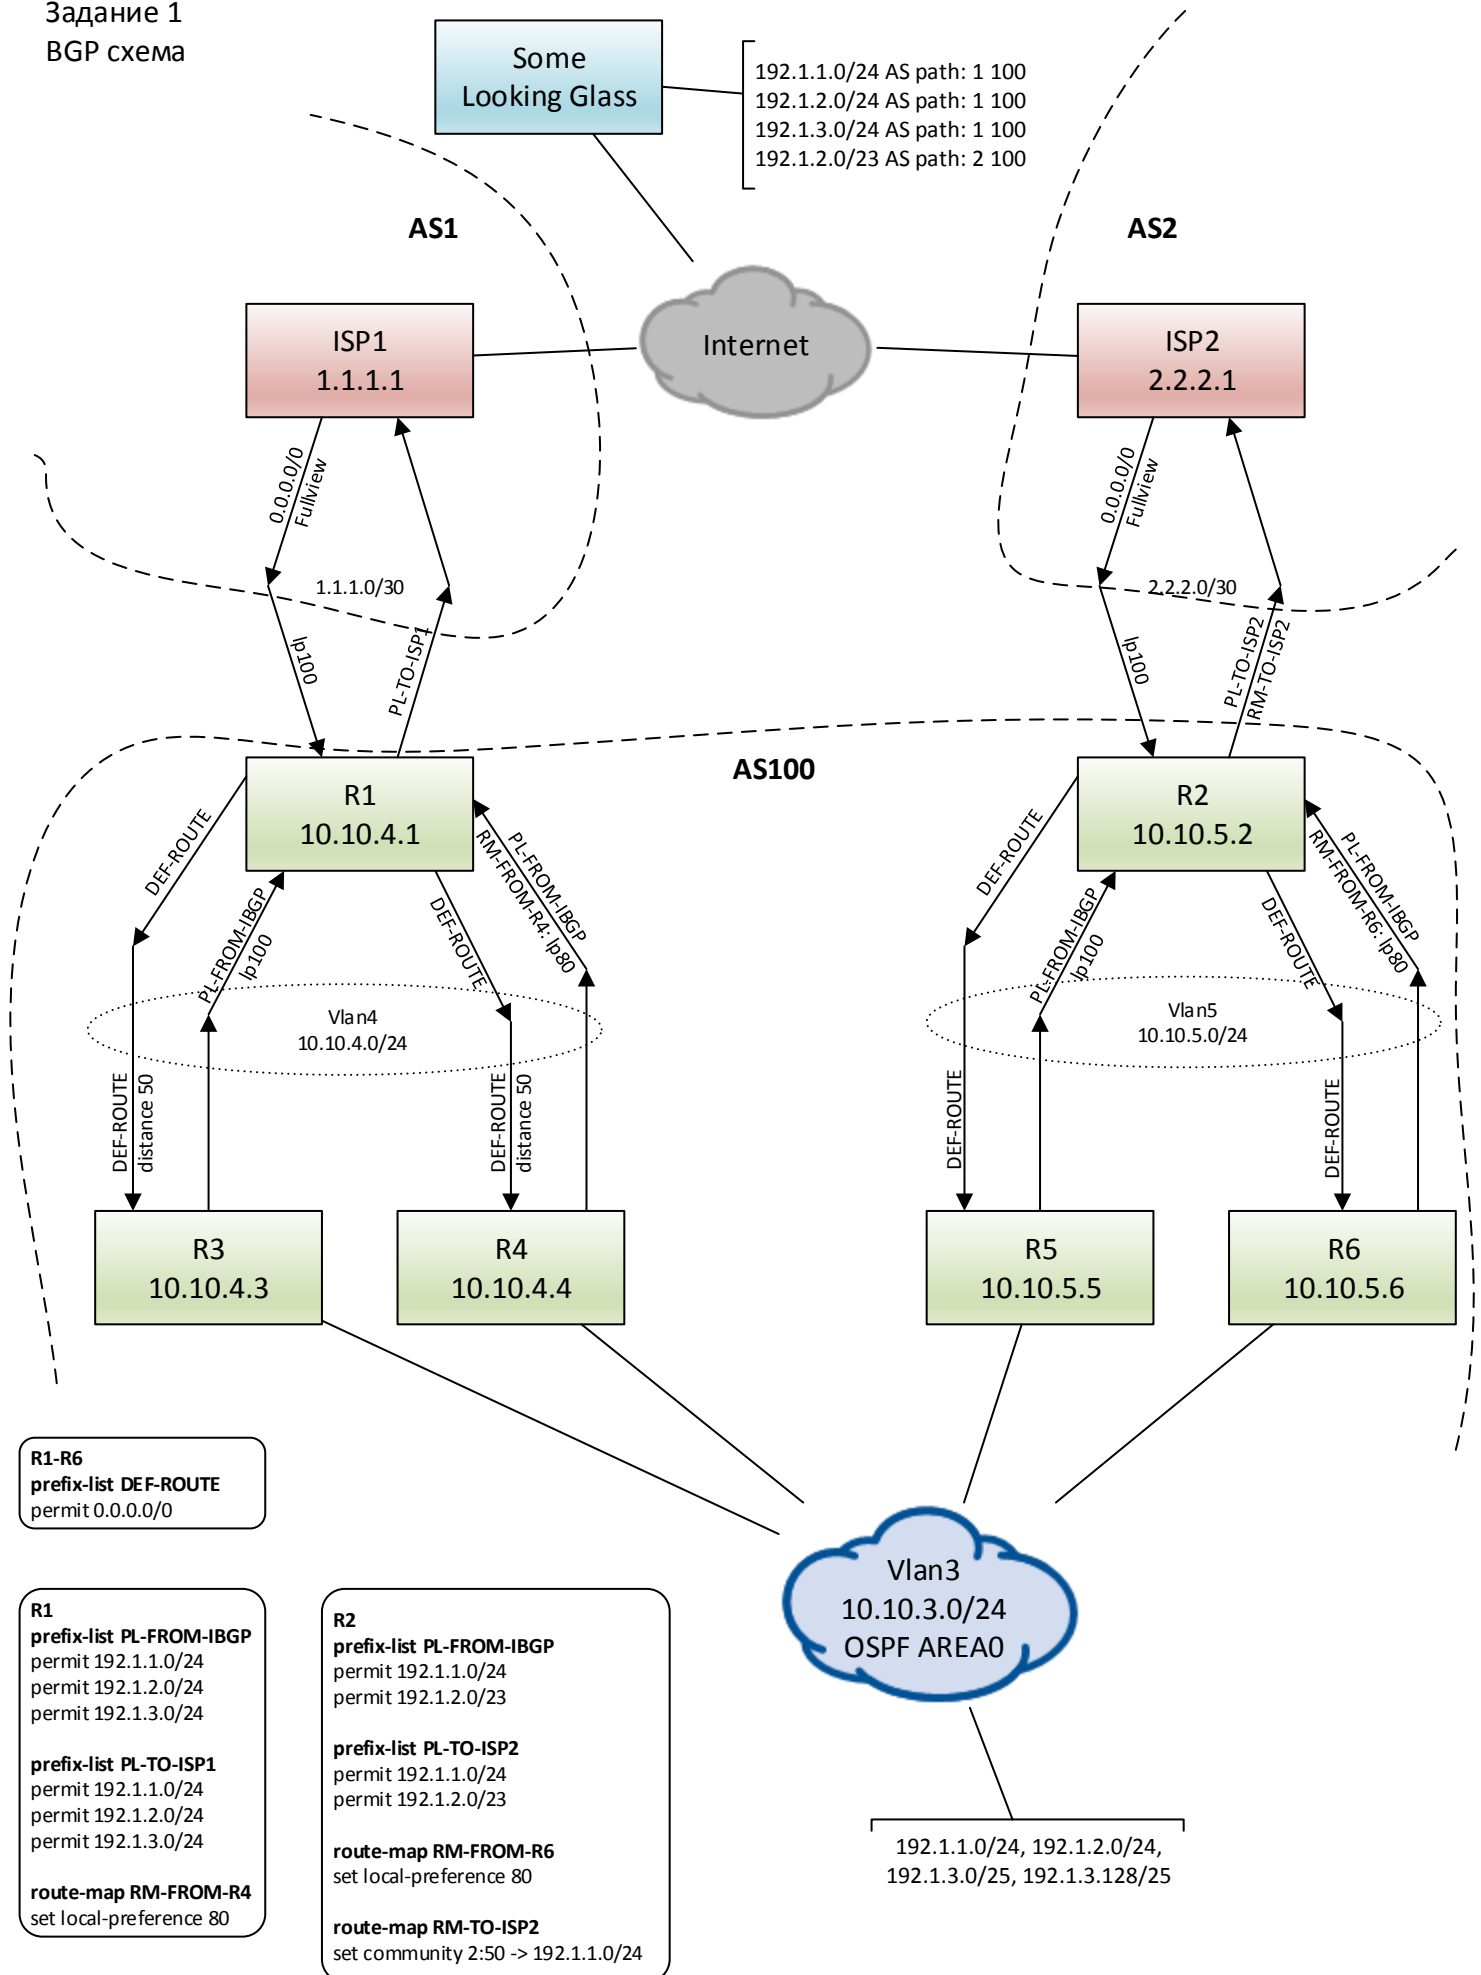 Задание 1
BGP схема
Some
Looking Glass
192.1.1.0/24 AS path: 1 100
192.1.2.0/24 AS path: 1 100
192.1.3.0/24 AS path: 1 100
192.1.2.0/23 AS path: 2 100
AS1
AS2
ISP1
1.1.1.1
Internet
ISP2
2.2.2.1
0.0.0.0/0
Fullview
0.0.0.0/0
Fullview
1.1.1.0/30
2.2.2.0/30
lp100
PL-TO-ISP1
lp100
PL-TO-ISP2
RM-TO-ISP2
AS100
R1
10.10.4.1
R2
10.10.5.2
DEF-ROUTE
PL-FROM-IBGP
lp100
DEF-ROUTE
PL-FROM-IBGP
RM-FROM-R4: lp80
DEF-ROUTE
PL-FROM-IBGP
lp100
DEF-ROUTE
PL-FROM-IBGP
RM-FROM-R6: lp80
Vlan4
10.10.4.0/24
Vlan5
10.10.5.0/24
DEF-ROUTE
distance 50
DEF-ROUTE
distance 50
DEF-ROUTE
DEF-ROUTE
R3
10.10.4.3
R4
10.10.4.4
R5
10.10.5.5
R6
10.10.5.6
R1-R6
prefix-list DEF-ROUTE
permit 0.0.0.0/0
Vlan3
10.10.3.0/24
OSPF AREA0
R1
prefix-list PL-FROM-IBGP
permit 192.1.1.0/24
permit 192.1.2.0/24
permit 192.1.3.0/24
prefix-list PL-TO-ISP1
permit 192.1.1.0/24
permit 192.1.2.0/24
permit 192.1.3.0/24
route-map RM-FROM-R4
set local-preference 80
R2
prefix-list PL-FROM-IBGP
permit 192.1.1.0/24
permit 192.1.2.0/23
prefix-list PL-TO-ISP2
permit 192.1.1.0/24
permit 192.1.2.0/23
route-map RM-FROM-R6
set local-preference 80
route-map RM-TO-ISP2
set community 2:50 -> 192.1.1.0/24
192.1.1.0/24, 192.1.2.0/24,
192.1.3.0/25, 192.1.3.128/25